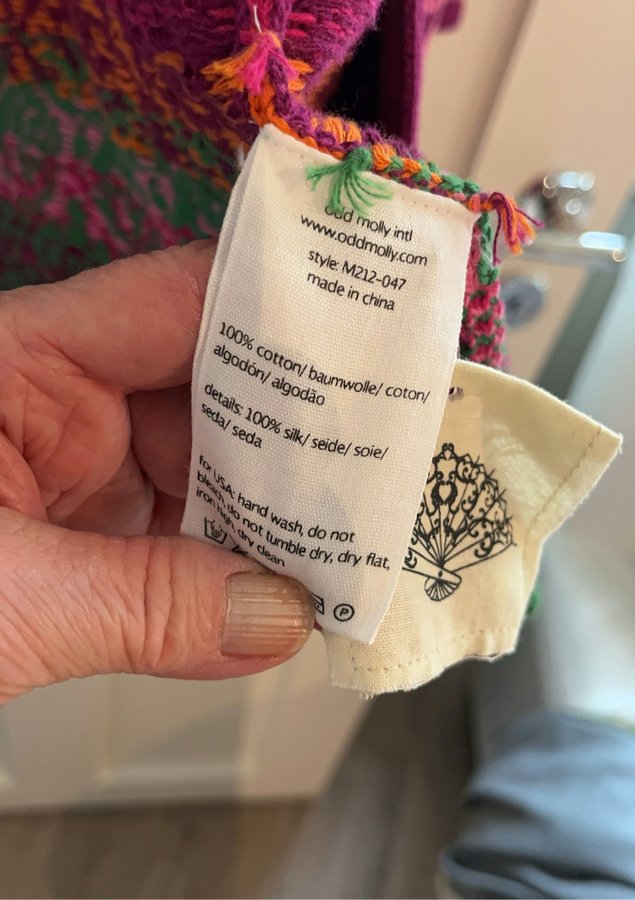 odd molly intl
www.oddmolly.com
style: M212-047
made in china
100% cotton/ baumwolle/ coton/
algodón/ algodão
details: 100% silk/ seide/ soie/
seda/ seda
for USA: hand wash, do not
bleach, do not tumble dry, dry flat,
iron high, dry clean
P